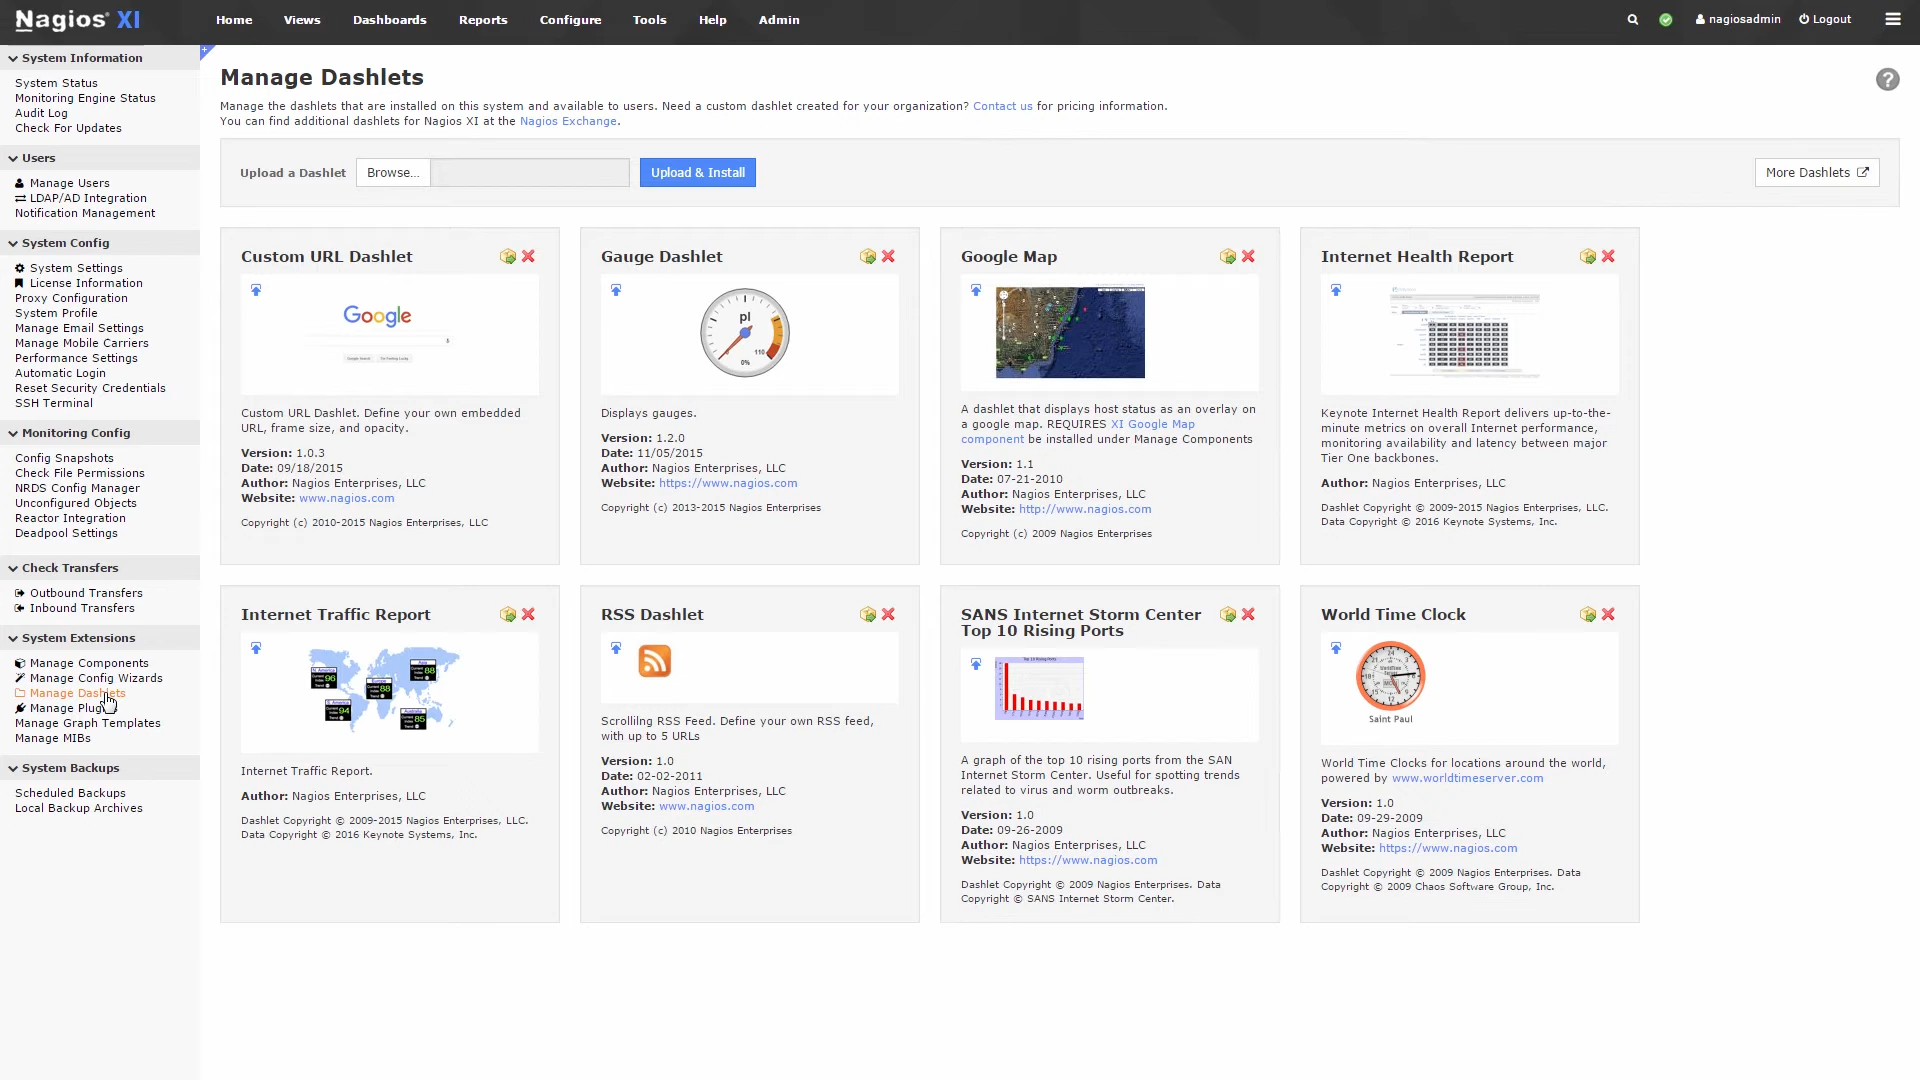 Nagios® XI
Home
Views
Dashboards
Reports
Configure
Tools
Help
Admin
nagiosadmin
Logout
System Information
System Status
Monitoring Engine Status
Audit Log
Check For Updates
Users
Manage Users
LDAP/AD Integration
Notification Management
System Config
System Settings
License Information
Proxy Configuration
System Profile
Manage Email Settings
Manage Mobile Carriers
Performance Settings
Automatic Login
Reset Security Credentials
SSH Terminal
Monitoring Config
Config Snapshots
Check File Permissions
NRDS Config Manager
Unconfigured Objects
Reactor Integration
Deadpool Settings
Check Transfers
Outbound Transfers
Inbound Transfers
System Extensions
Manage Components
Manage Config Wizards
Manage Dashlets
Manage
Manage Graph Templates
Manage MIBs
System Backups
Scheduled Backups
Local Backup Archives
Manage Dashlets
Manage the dashlets that are installed on this system and available to users. Need a custom dashlet created for your organization? Contact us for pricing information.
You can find additional dashlets for Nagios XI at the Nagios Exchange.
Upload a Dashlet
Browse...
Upload & Install
More Dashlets
Custom URL Dashlet
Google
Custom URL Dashlet. Define your own embedded
URL, frame size, and opacity.
Version: 1.0.3
Date: 09/18/2015
Author: Nagios Enterprises, LLC
Website: www.nagios.com
Copyright (c) 2010-2015 Nagios Enterprises, LLC
Gauge Dashlet
pl
110
0%
Displays gauges.
Version: 1.2.0
Date: 11/05/2015
Author: Nagios Enterprises, LLC
Website: https://www.nagios.com
Copyright (c) 2013-2015 Nagios Enterprises
Google Map
A dashlet that displays host status as an overlay on
a google map. REQUIRES XI Google Map
component be installed under Manage Components
Version: 1.1
Date: 07-21-2010
Author: Nagios Enterprises, LLC
Website: http://www.nagios.com
Copyright (c) 2009 Nagios Enterprises
Internet Health Report
Keynote Internet Health Report delivers up-to-the-
minute metrics on overall Internet performance,
monitoring availability and latency between major
Tier One backbones.
Author: Nagios Enterprises, LLC
Dashlet Copyright © 2009-2015 Nagios Enterprises, LLC.
Data Copyright © 2016 Keynote Systems, Inc.
Internet Traffic Report
N. America
96
Asia
88
Europe
88
S. America
94
Australia
85
Internet Traffic Report.
Author: Nagios Enterprises, LLC
Dashlet Copyright © 2009-2015 Nagios Enterprises, LLC.
Data Copyright © 2016 Keynote Systems, Inc.
RSS Dashlet
Scrollilng RSS Feed. Define your own RSS feed,
with up to 5 URLs
Version: 1.0
Date: 02-02-2011
Author: Nagios Enterprises, LLC
Website: www.nagios.com
Copyright (c) 2010 Nagios Enterprises
SANS Internet Storm Center
Top 10 Rising Ports
Top 10 Rising Ports
A graph of the top 10 rising ports from the SAN
Internet Storm Center. Useful for spotting trends
related to virus and worm outbreaks.
Version: 1.0
Date: 09-26-2009
Author: Nagios Enterprises, LLC
Website: https://www.nagios.com
Dashlet Copyright © 2009 Nagios Enterprises. Data
Copyright © SANS Internet Storm Center.
World Time Clock
Saint Paul
World Time Clocks for locations around the world,
powered by www.worldtimeserver.com
Version: 1.0
Date: 09-29-2009
Author: Nagios Enterprises, LLC
Website: https://www.nagios.com
Dashlet Copyright © 2009 Nagios Enterprises. Data
Copyright © 2009 Chaos Software Group, Inc.